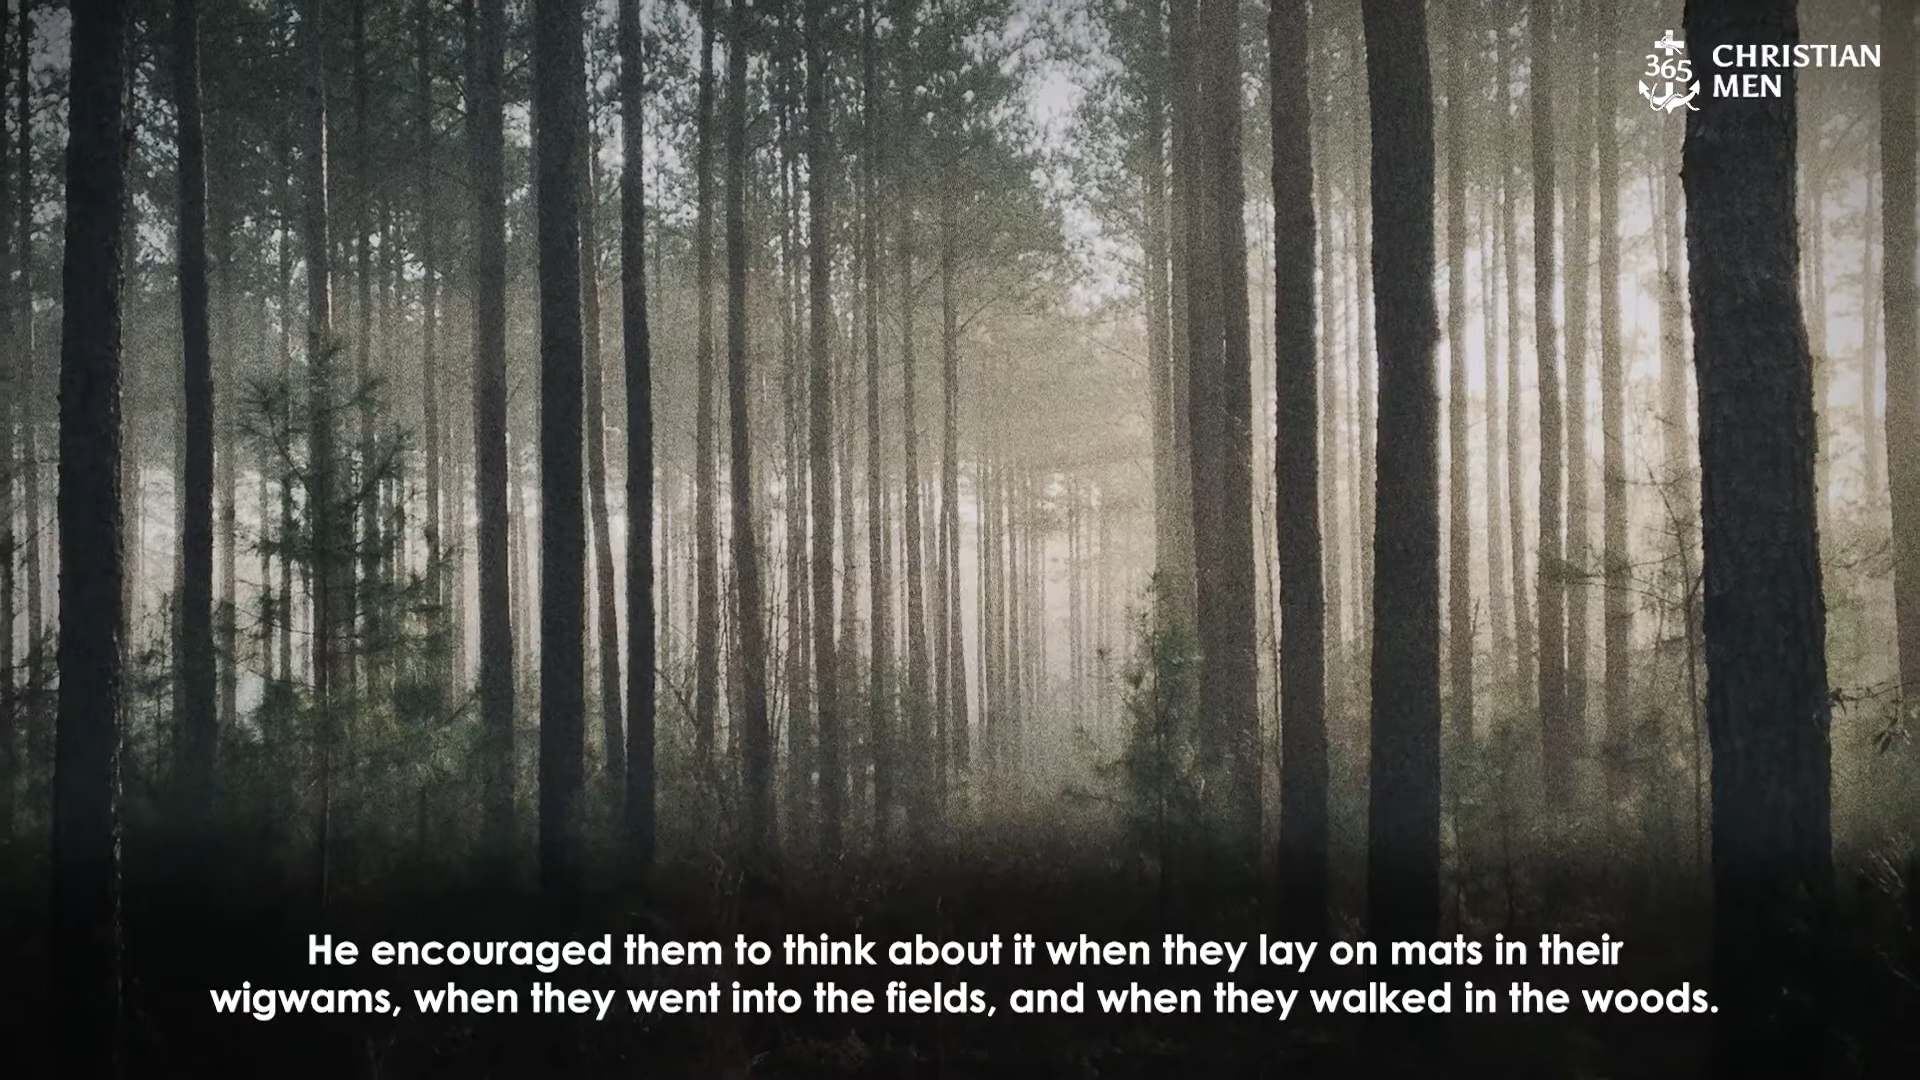 365
CHRISTIAN
MEN
He encouraged them to think about it when they lay on mats in their
wigwams, when they went into the fields, and when they walked in the woods.